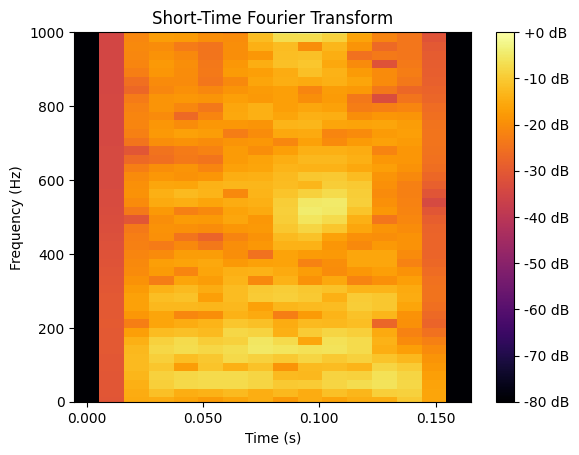 Short-Time Fourier Transform
1000
800
600
400
200
0
Frequency (Hz)
0.000
0.050
0.100
0.150
Time (s)
+0 dB
-10 dB
-20 dB
-30 dB
-40 dB
-50 dB
-60 dB
-70 dB
-80 dB